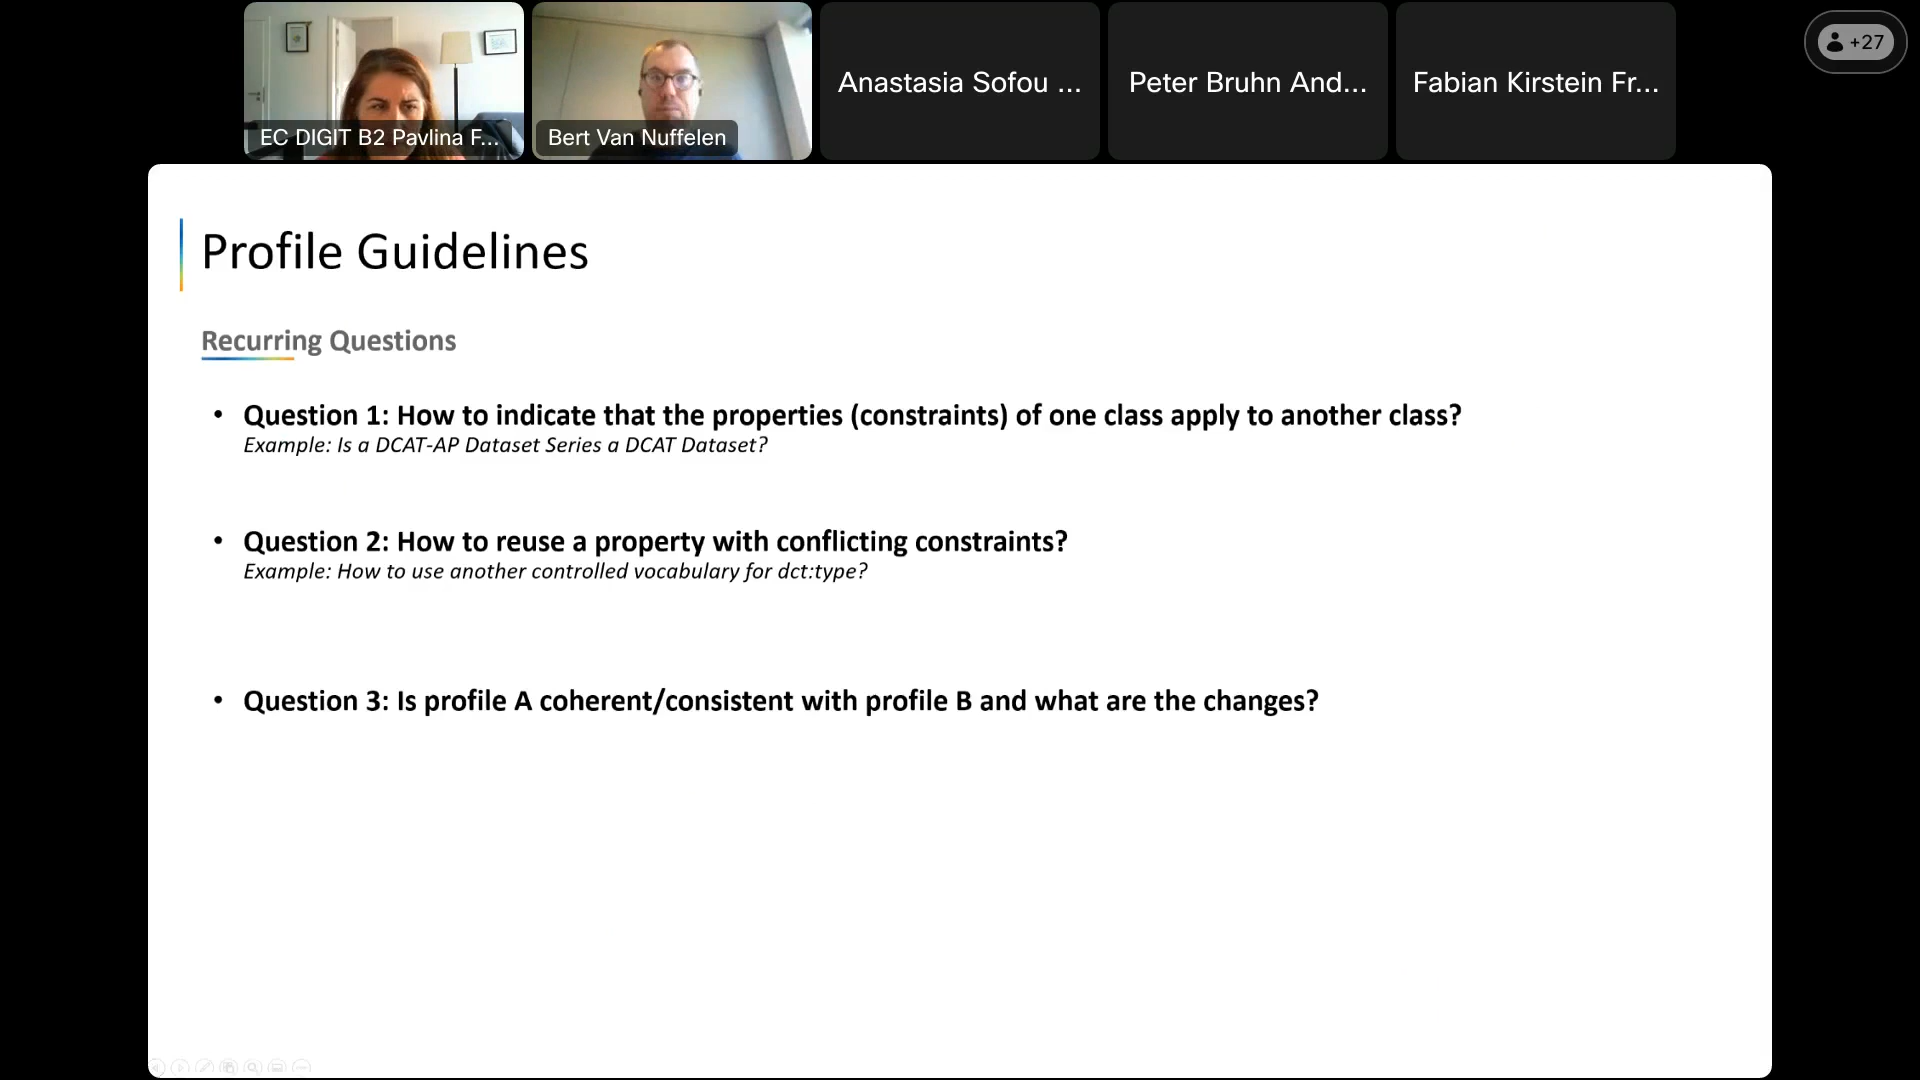 EC DIGIT B2 Pavlina F...
Bert Van Nuffelen
Anastasia Sofou ...
Peter Bruhn And...
Fabian Kirstein Fr...
+27
Profile Guidelines
Recurring Questions
• Question 1: How to indicate that the properties (constraints) of one class apply to another class?
Example: Is a DCAT-AP Dataset Series a DCAT Dataset?
• Question 2: How to reuse a property with conflicting constraints?
Example: How to use another controlled vocabulary for dct:type?
• Question 3: Is profile A coherent/consistent with profile B and what are the changes?